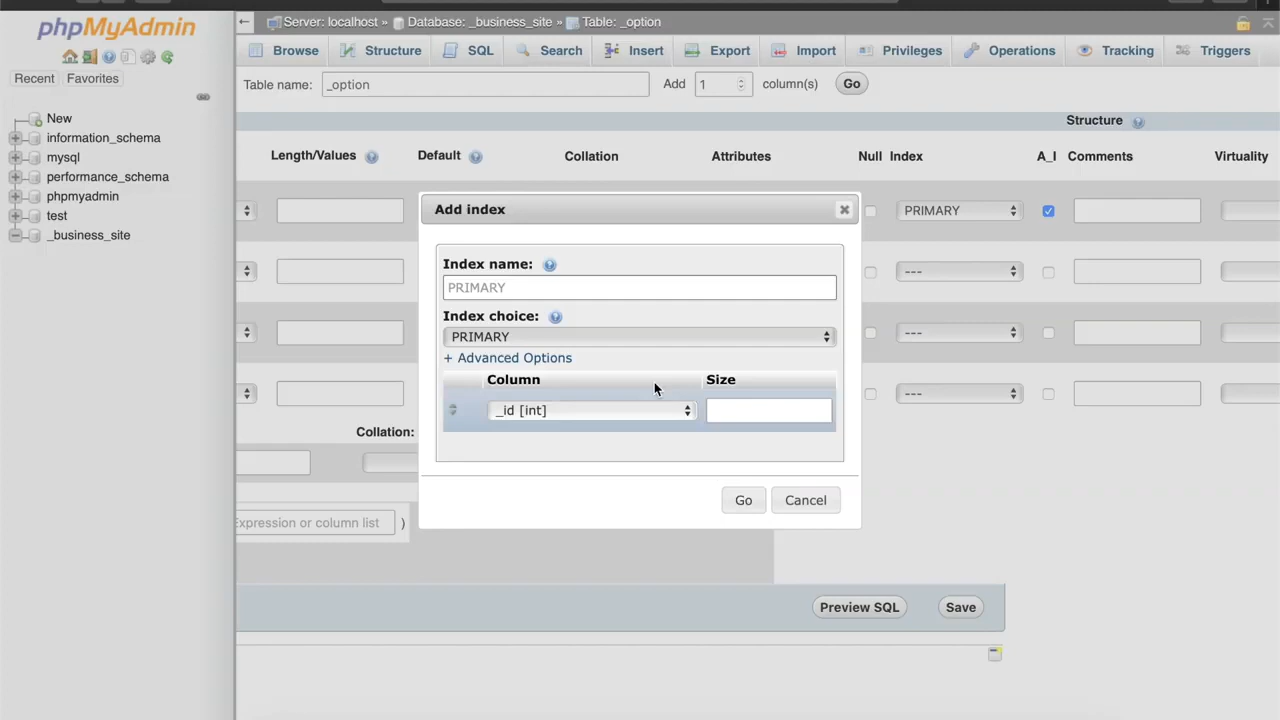 phpMyAdmin
Recent Favorites
New
information_schema
mysql
performance_schema
phpmyadmin
test
_business_site
Server: localhost » Database: _business_site » Table: _option
Browse Structure SQL Search Insert Export Import Privileges Operations Tracking Triggers
Table name: _option Add 1 column(s) Go
Structure
Length/Values Default Collation Attributes Null Index A_I Comments Virtuality
PRIMARY
---
---
---
Collation:
Expression or column list )
Preview SQL Save
Add index
Index name:
PRIMARY
Index choice:
PRIMARY
+ Advanced Options
Column Size
_id [int]
Go Cancel